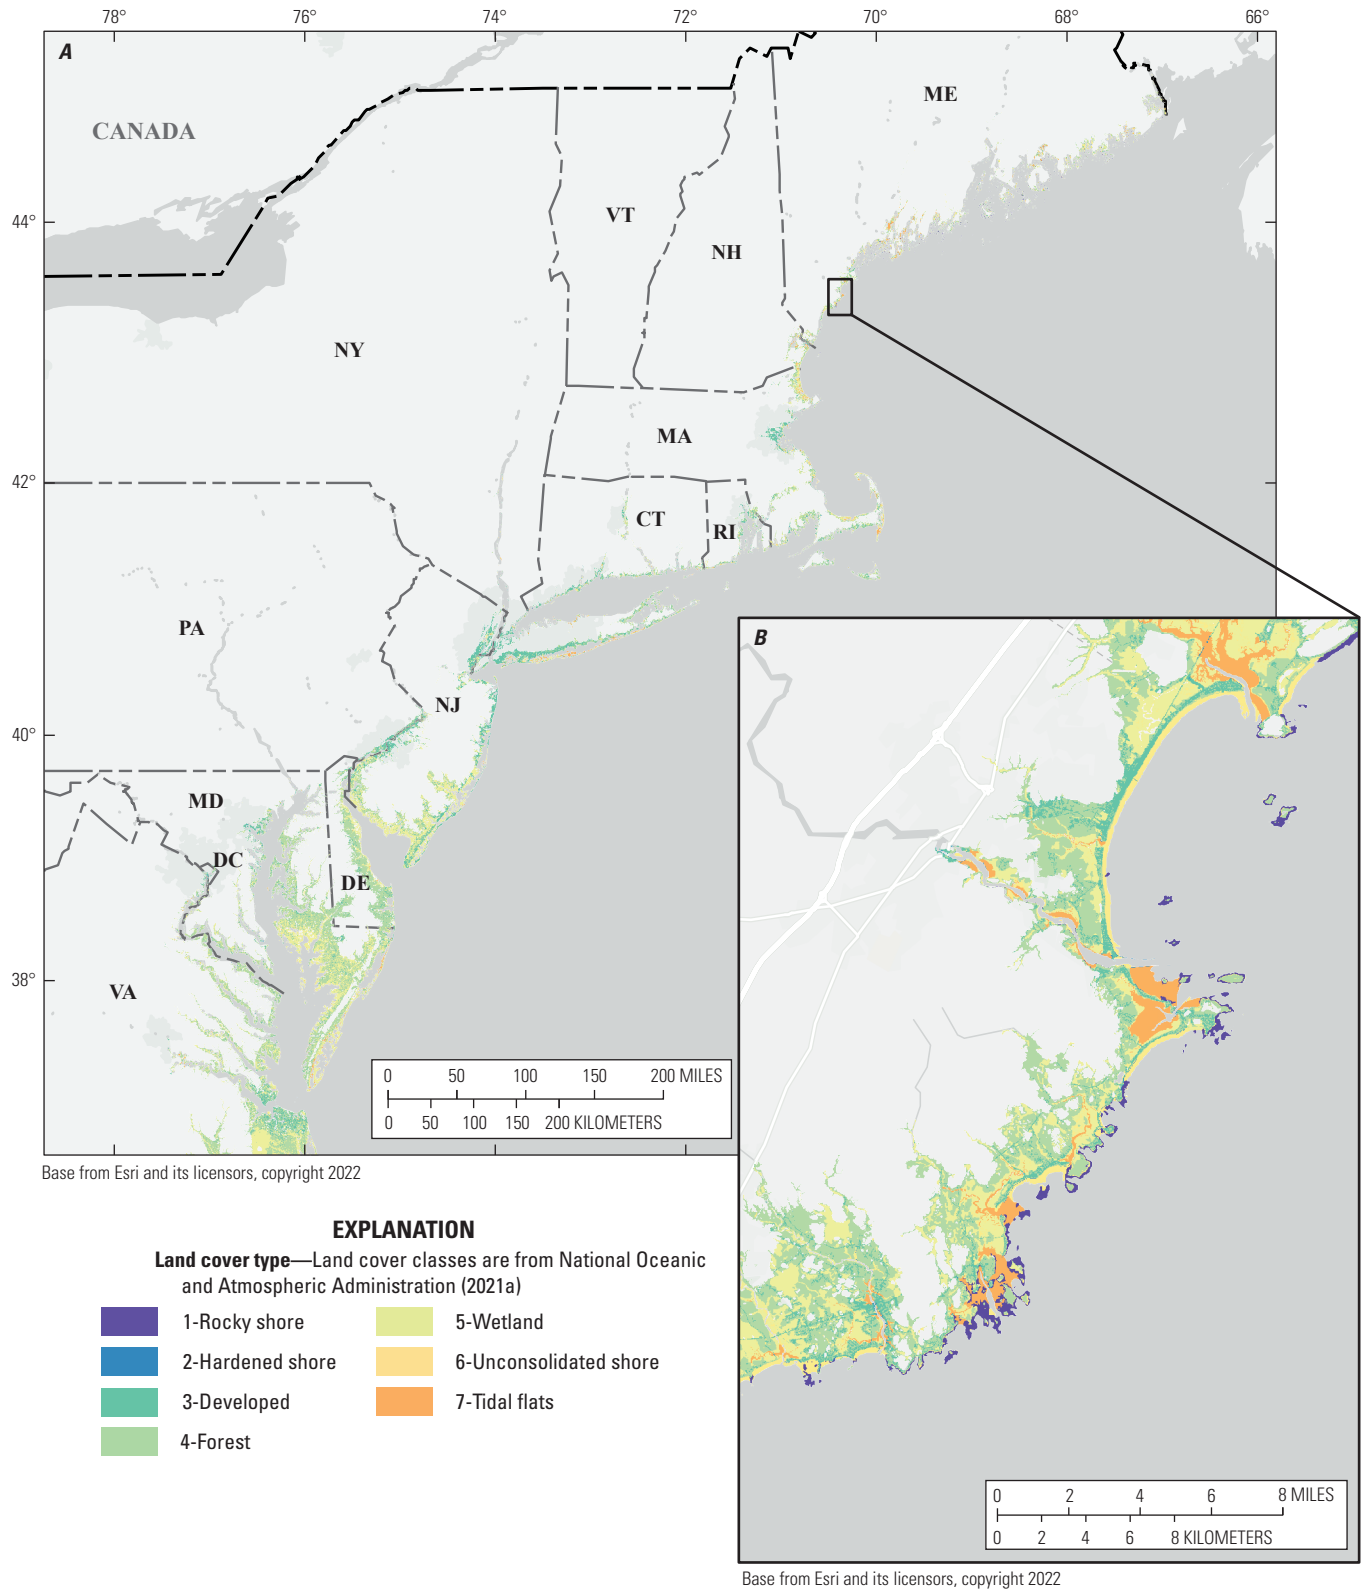 78° 76° 74° 72° 70° 68° 66°
A
ME
CANADA
44°
VT
NH
NY
MA
42°
CT
RI
PA
B
NJ
40°
MD
DC
DE
38°
VA
0 50 100 150 200 MILES
0 50 100 150 200 KILOMETERS
Base from Esri and its licensors, copyright 2022
EXPLANATION
Land cover type—Land cover classes are from National Oceanic
and Atmospheric Administration (2021a)
1-Rocky shore
2-Hardened shore
3-Developed
4-Forest
5-Wetland
6-Unconsolidated shore
7-Tidal flats
0 2 4 6 8 MILES
0 2 4 6 8 KILOMETERS
Base from Esri and its licensors, copyright 2022